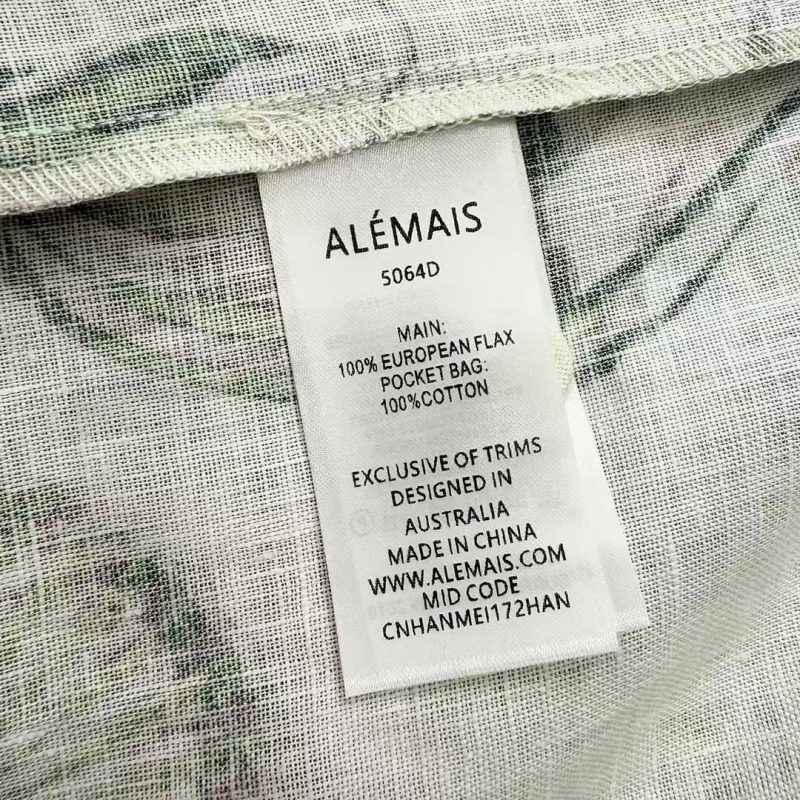 ALÉMAIS
5064D
MAIN:
100% EUROPEAN FLAX
POCKET BAG:
100%COTTON
EXCLUSIVE OF TRIMS
DESIGNED IN
AUSTRALIA
MADE IN CHINA
WWW.ALEMAIS.COM
MID CODE
CNHANMEI172HAN